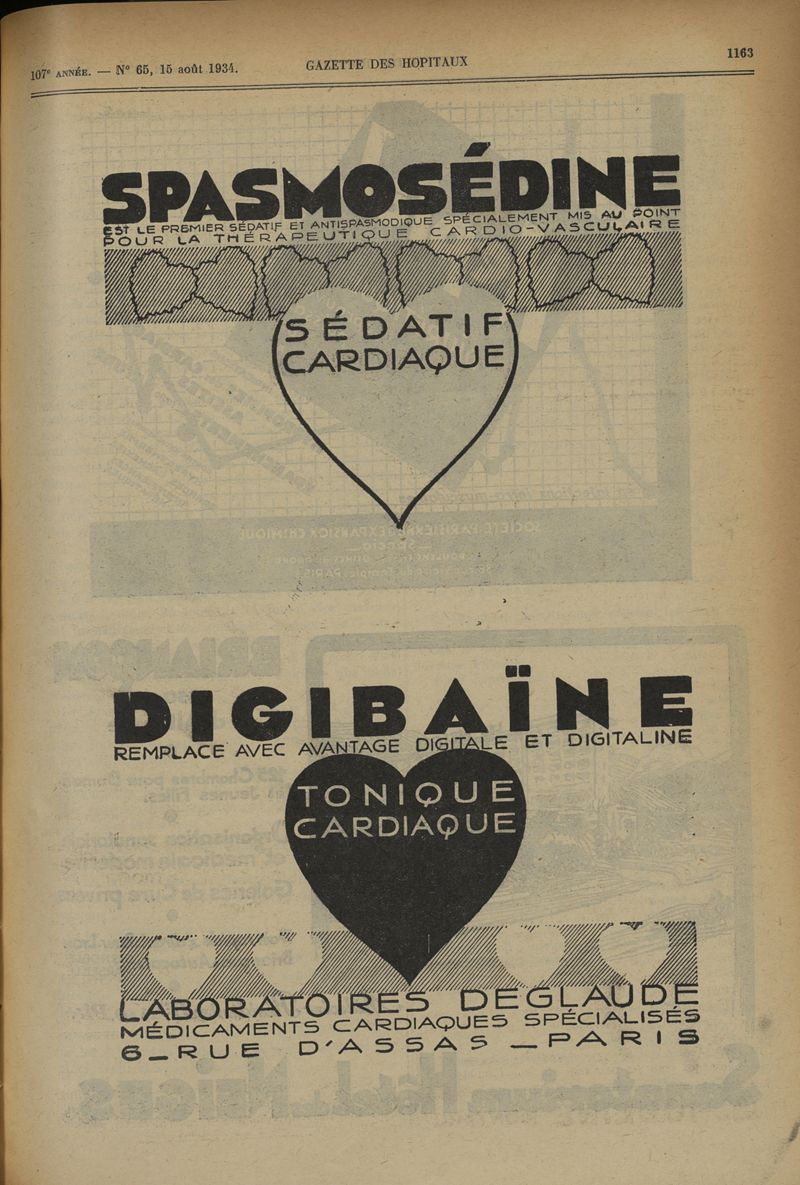 107e ANNÉE. — N° 65, 15 août 1934.
GAZETTE DES HOPITAUX
1163
SPASMOSÉDINE
EST LE PREMIER SÉDATIF ET ANTISPASMODIQUE SPÉCIALEMENT MIS AU POINT
POUR LA THÉRAPEUTIQUE CARDIO-VASCULAIRE
SÉDATIF
CARDIAQUE
DIGIBAÏNE
REMPLACE AVEC AVANTAGE DIGITALE ET DIGITALINE
TONIQUE
CARDIAQUE
LABORATOIRES DEGLAUDE
MÉDICAMENTS CARDIAQUES SPÉCIALISÉS
6_RUE D'ASSAS_PARIS